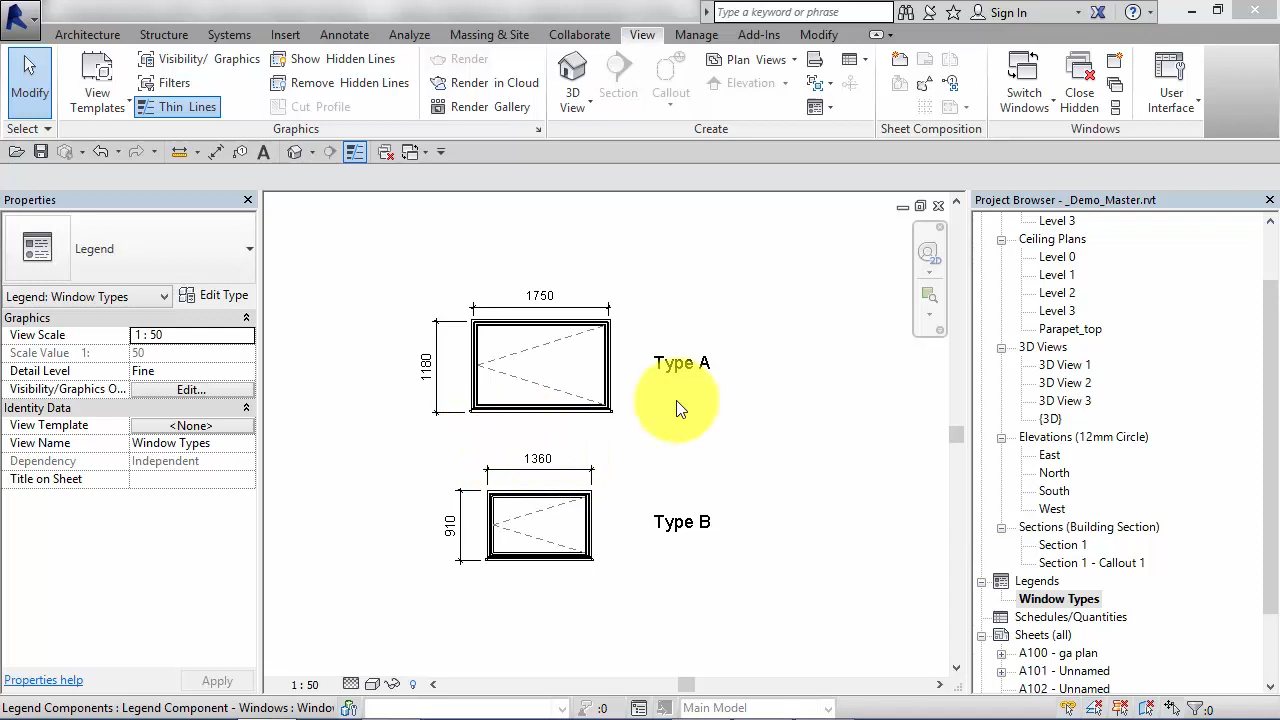 Type a keyword or phrase
Sign In
Architecture Structure Systems Insert Annotate Analyze Massing & Site Collaborate View Manage Add-Ins Modify
Modify
Select
View Templates
Visibility/ Graphics
Filters
Thin Lines
Show Hidden Lines
Remove Hidden Lines
Cut Profile
Graphics
Render
Render in Cloud
Render Gallery
3D View
Section
Callout
Plan Views
Elevation
Create
Sheet Composition
Switch Windows
Close Hidden
User Interface
Windows
Properties
Legend
Legend: Window Types
Edit Type
Graphics
View Scale 1 : 50
Scale Value 1: 50
Detail Level Fine
Visibility/Graphics O... Edit...
Identity Data
View Template <None>
View Name Window Types
Dependency Independent
Title on Sheet
Properties help
Apply
2D
1750
1180
Type A
1360
910
Type B
1 : 50
Project Browser - _Demo_Master.rvt
Level 3
Ceiling Plans
Level 0
Level 1
Level 2
Level 3
Parapet_top
3D Views
3D View 1
3D View 2
3D View 3
{3D}
Elevations (12mm Circle)
East
North
South
West
Sections (Building Section)
Section 1
Section 1 - Callout 1
Legends
Window Types
Schedules/Quantities
Sheets (all)
A100 - ga plan
A101 - Unnamed
A102 - Unnamed
Legend Components : Legend Component - Windows : Windo
:0
Main Model
:0